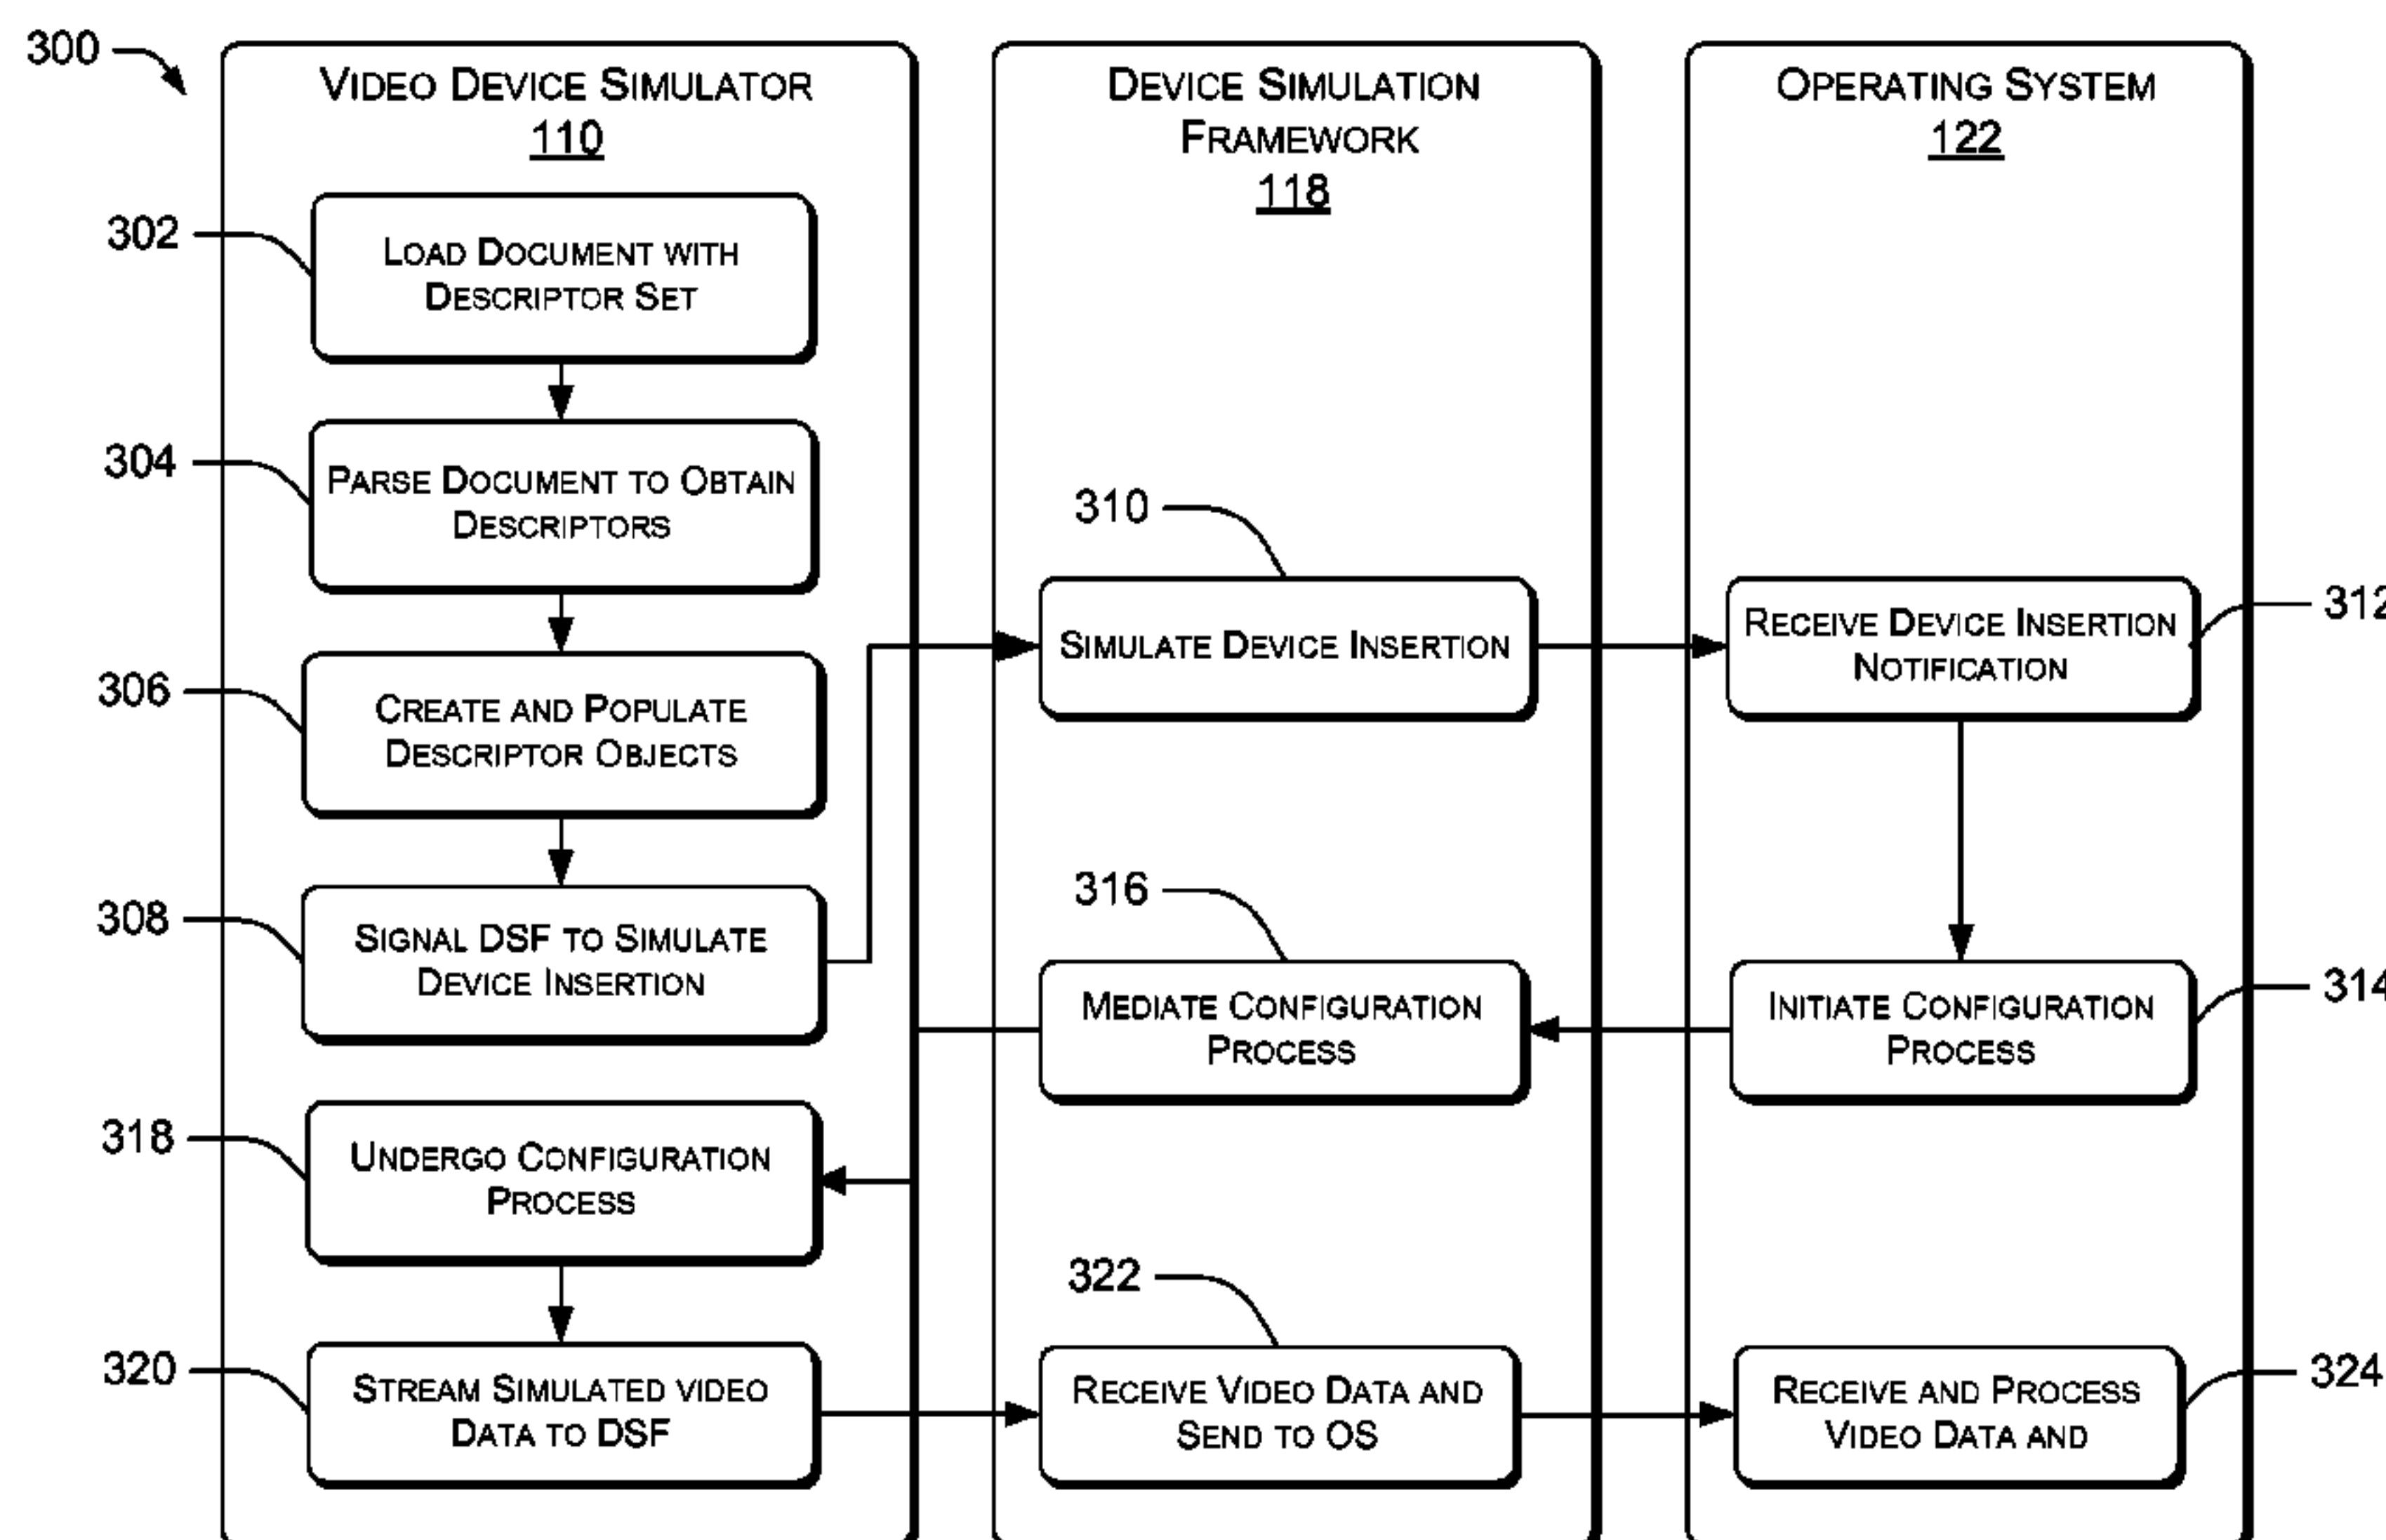 300
VIDEO DEVICE SIMULATOR
110
302
LOAD DOCUMENT WITH
DESCRIPTOR SET
304
PARSE DOCUMENT TO OBTAIN
DESCRIPTORS
306
CREATE AND POPULATE
DESCRIPTOR OBJECTS
308
SIGNAL DSF TO SIMULATE
DEVICE INSERTION
318
UNDERGO CONFIGURATION
PROCESS
320
STREAM SIMULATED VIDEO
DATA TO DSF
DEVICE SIMULATION
FRAMEWORK
118
310
SIMULATE DEVICE INSERTION
316
MEDIATE CONFIGURATION
PROCESS
322
RECEIVE VIDEO DATA AND
SEND TO OS
OPERATING SYSTEM
122
RECEIVE DEVICE INSERTION
NOTIFICATION
312
INITIATE CONFIGURATION
PROCESS
314
RECEIVE AND PROCESS
VIDEO DATA AND
324